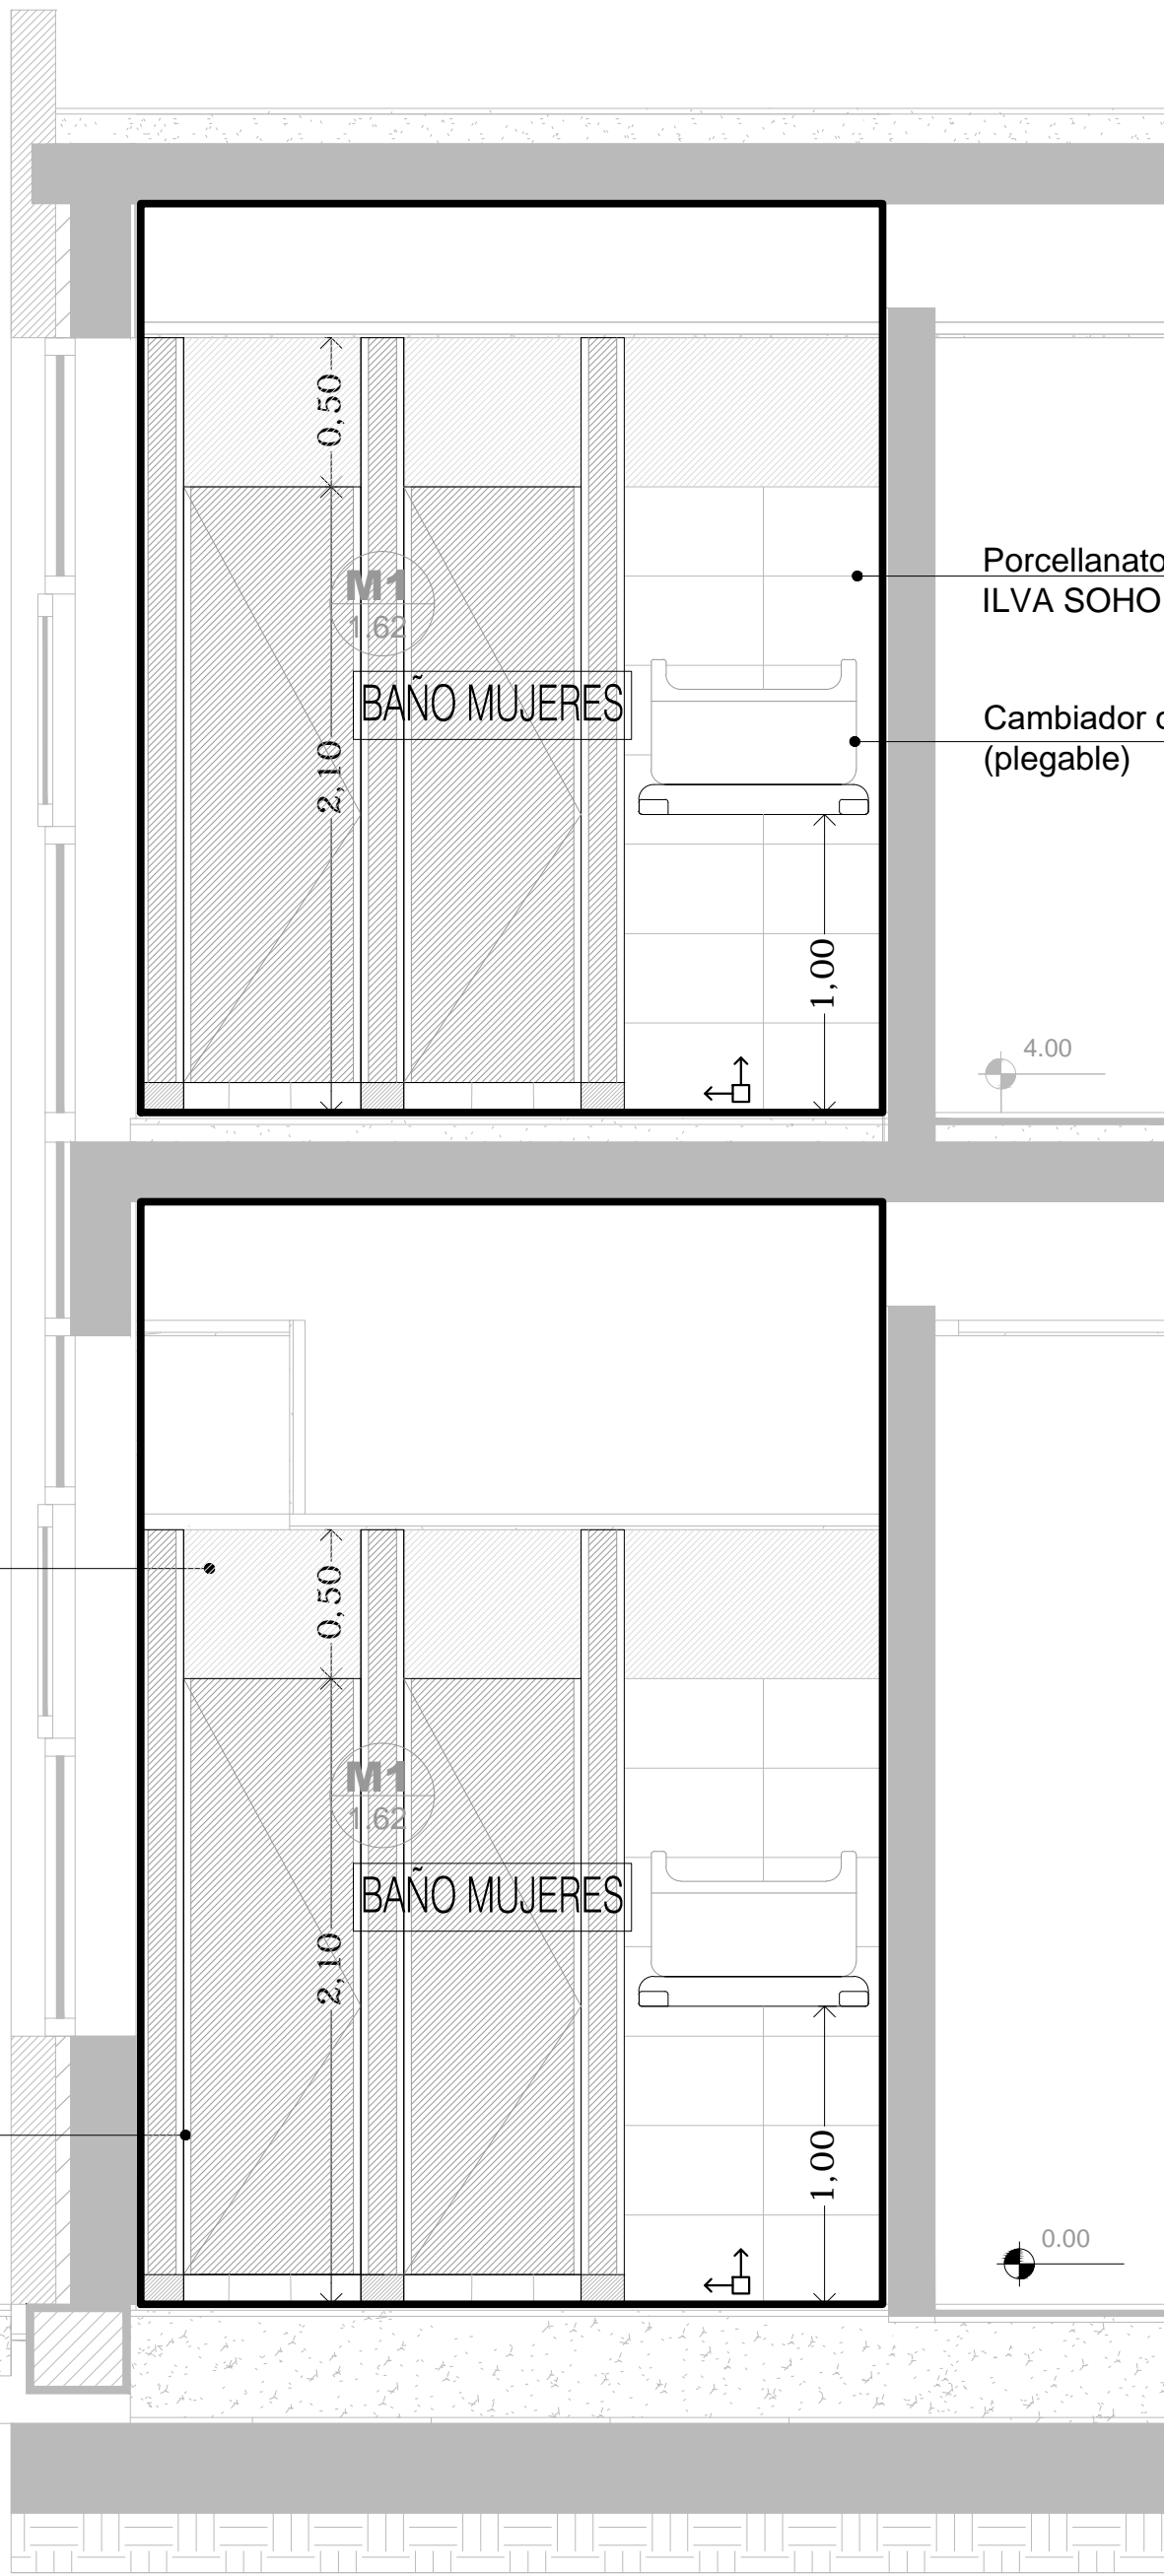 0,50
M1
1.62
Porcellanato
ILVA SOHO
BAÑO MUJERES
2,10
Cambiador
(plegable)
1,00
4.00
0,50
M1
1.62
BAÑO MUJERES
2,10
1,00
0.00